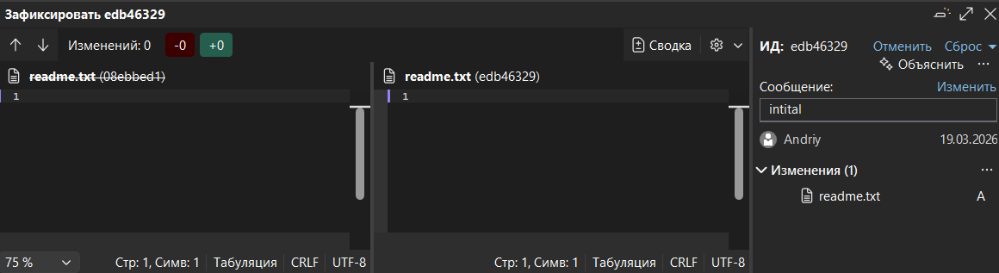 Зафиксировать edb46329
Изменений: 0 -0 +0 Сводка
readme.txt (08ebbed1)
1
readme.txt (edb46329)
1
75 % Стр: 1, Симв: 1 Табуляция CRLF UTF-8
Стр: 1, Симв: 1 Табуляция CRLF UTF-8
ИД: edb46329 Отменить Сброс
Объяснить ...
Сообщение: Изменить
intital
Andriy 19.03.2026
Изменения (1) ...
readme.txt A